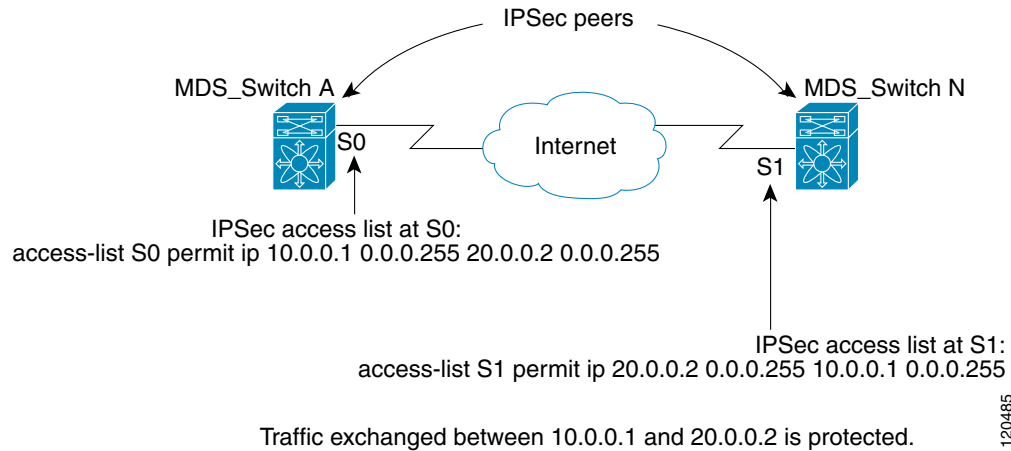 IPSec peers
MDS_Switch A
MDS_Switch N
S0
Internet
S1
IPSec access list at S0:
access-list S0 permit ip 10.0.0.1 0.0.0.255 20.0.0.2 0.0.0.255
IPSec access list at S1:
access-list S1 permit ip 20.0.0.2 0.0.0.255 10.0.0.1 0.0.0.255
Traffic exchanged between 10.0.0.1 and 20.0.0.2 is protected.
120485